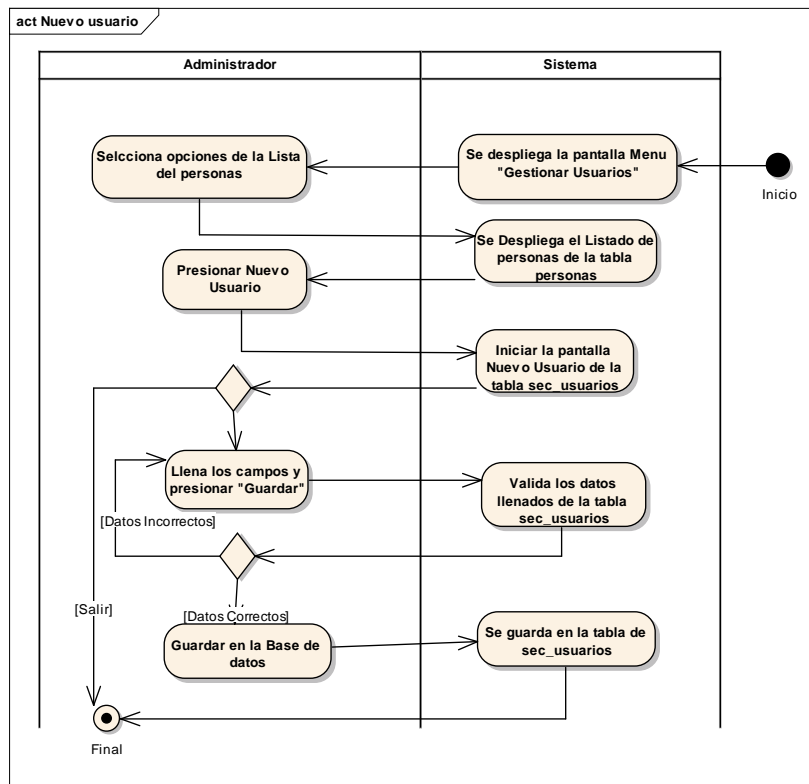 act Nuevo usuario
Administrador
Sistema
Selcciona opciones de la Lista
del personas
Se despliega la pantalla Menu
"Gestionar Usuarios"
Inicio
Se Despliega el Listado de
personas de la tabla
personas
Presionar Nuevo
Usuario
Iniciar la pantalla
Nuevo Usuario de la
tabla sec_usuarios
Llena los campos y
presionar "Guardar"
Valida los datos
llenados de la tabla
sec_usuarios
[Datos Incorrectos]
[Salir]
[Datos Correctos]
Guardar en la Base de
datos
Se guarda en la tabla de
sec_usuarios
Final